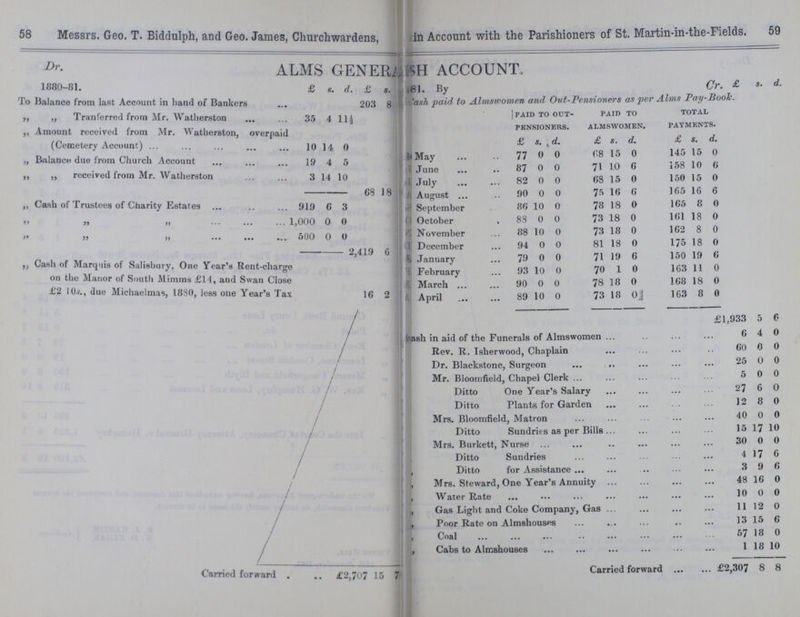 58 Messrs. Geo. T. Biddulph, and Geo. James, Churchwardens,
Dr. ALMS GENERA
1880-81. £ s. d. £ s.
To Balance from last Account in hand of Bankers ... 203 8
„ „ Tranferred from Mr. Watherston ... ... 35 4 11½
„ Amount received from Mr. Watherston, overpaid
(Cemetery Account) ... ... ... ... ... 10 14 0
„ Balance due from Church Account ... ... ... 19 4 5
„ „ received from Mr. Watherston ... 3 14 10
68 18
„ Cash of Trustees of Charity Estates ... ... ... 919 6 3
„ „ „ ... ... ... 1,000 0 0
„ „ „ ... ... ... 500 0 0
2,419 6
„ Cash of Marquis of Salisbury, One Year's Rent-charge
on the Manor of South Mimms £14, and Swan Close
£2 10s., due Michaelmas, 1880, less one Year's Tax 16 2
Carried forward . .. £2,707 15 7
in Account with the Parishioners of St. Martin-in-the-Fields. 59
SH ACCOUNT.
81. By Cr. £ s. d.
Cash paid to Almswomen and Out-Pensioners as per Alms Pay-Book.
PAID TO OUT- PAID TO TOTAL
PENSIONERS. ALMSWOMEN. PAYMENTS.
£ s. d. £ s. d. £ s. d.
May ... .. 77 0 0 68 15 0 145 15 0
June ... .. 87 0 0 71 10 6 158 10 6
July ... ... 82 0 0 68 15 0 150 15 0
August ... .. 90 0 0 75 16 6 165 16 6
September ... 86 10 0 78 18 0 165 8 0
October . 88 0 0 73 18 0 161 18 0
November ... 88 10 0 73 18 0 162 8 0
December ... 94 0 0 81 18 0 175 18 0
January ... 79 0 0 71 19 6 150 19 6
February ... 93 10 0 70 1 0 163 11 0
March ... ... 90 0 0 78 18 0 168 18 0
April ... ... 89 10 0 73 18 0 163 8 0
£1,933 5 6
Cash in aid of the Funerals of Almswomen ... .. ... ... 6 4 0
Rev. R. Isherwood, Chaplain ... ... ... .. 60 0 0
Dr. Blackstone, Surgeon ... .. ... ... ... 25 0 0
Mr. Bloomfield, Chapel Clerk ... ... ... ... ... 5 0 0
Ditto One Year's Salary ... ... ... ... 27 6 0
Ditto Plants for Garden ... ... ... ... 12 8 0
Mrs. Bloomfield, Matron ... ... ... ... ... 40 0 0
Ditto Sundries as per Bills ... ... ... ... 15 17 10
Mrs. Burkett, Nurse ... ... .. ... ... ... 30 0 0
Ditto Sundries ... ... ... ... ... 4 17 6
, Ditto for Assistance ... ... .. ... ... 3 9 6
, Mrs. Steward, One Year's Annuity ... ... ... ... 48 16 0
, Water Rate ... ... ... ... ... ... ... 10 0 0
, Gas Light and Coke Company, Gas ... ... ... ... 11 12 0
, Poor Rate on Almshouses ... ... ... .. ... 13 15 6
, Coal ... ... ... .. ... ... ... ... 57 18 0
, Cabs to Almshouses ... ... ... ... ... ... 1 18 10
Carried forward ... ... £2,307 8 8